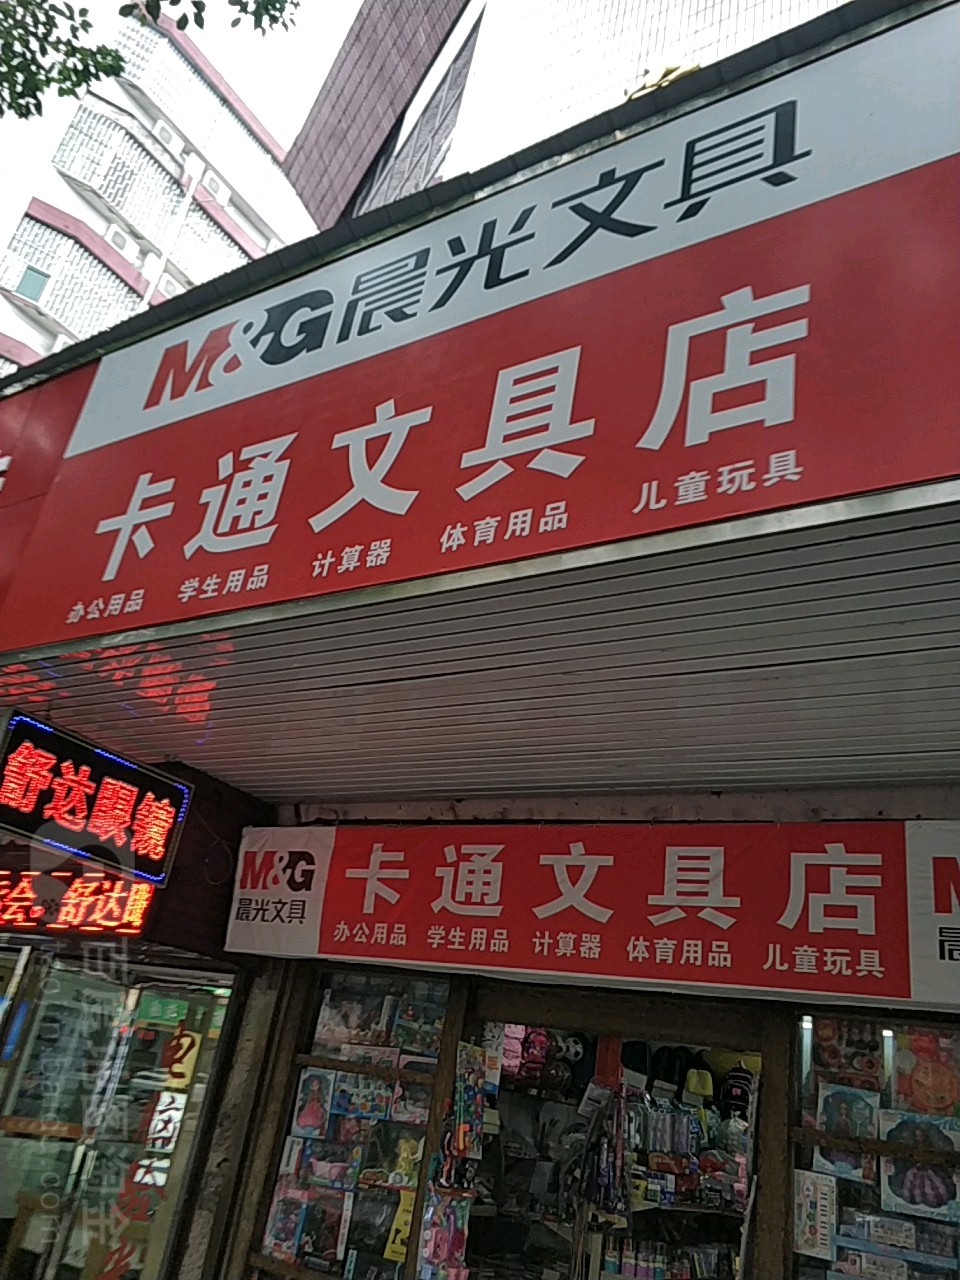 M&G晨光文具
卡通文具店
办公用品 学生用品 计算器 体育用品 儿童玩具
舒达眼镜
会。舒达
M&G
晨光文具
卡通文具店
办公用品 学生用品 计算器 体育用品 儿童玩具